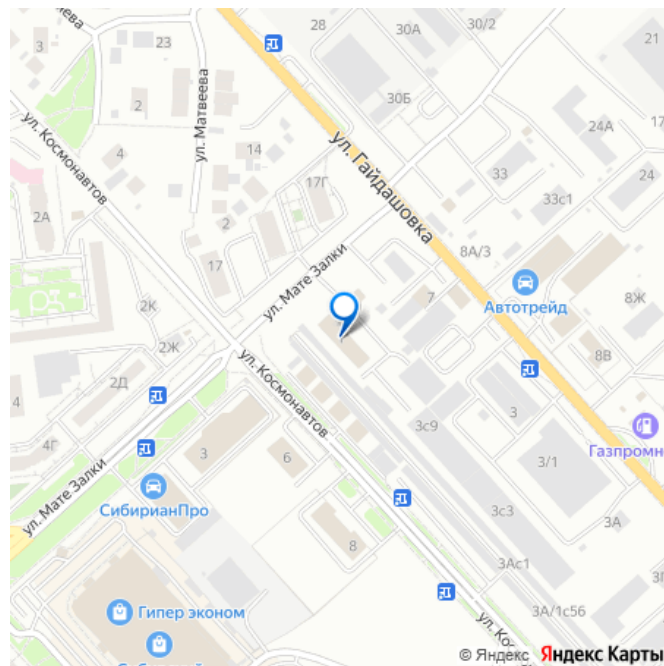 28
30А
30/2
21
3
23
30Б
ул. Матвеева
2
24А
17
ул. Космонавтов
4
14
ул. Гайдашовка
33
24
17Г
33с1
2А
2
8А/3
17
ул. Мате Залки
7
Автотрейд
8Ж
2К
2Ж
8В
ул. Космонавтов
2Д
4
3
3с9
Газпромн
4Г
3
6
3/1
ул. Мате Залки
СибирианПро
3с3
3А
8
3Ас1
Гипер эконом
3А/1с56
© Яндекс Яндекс Карты